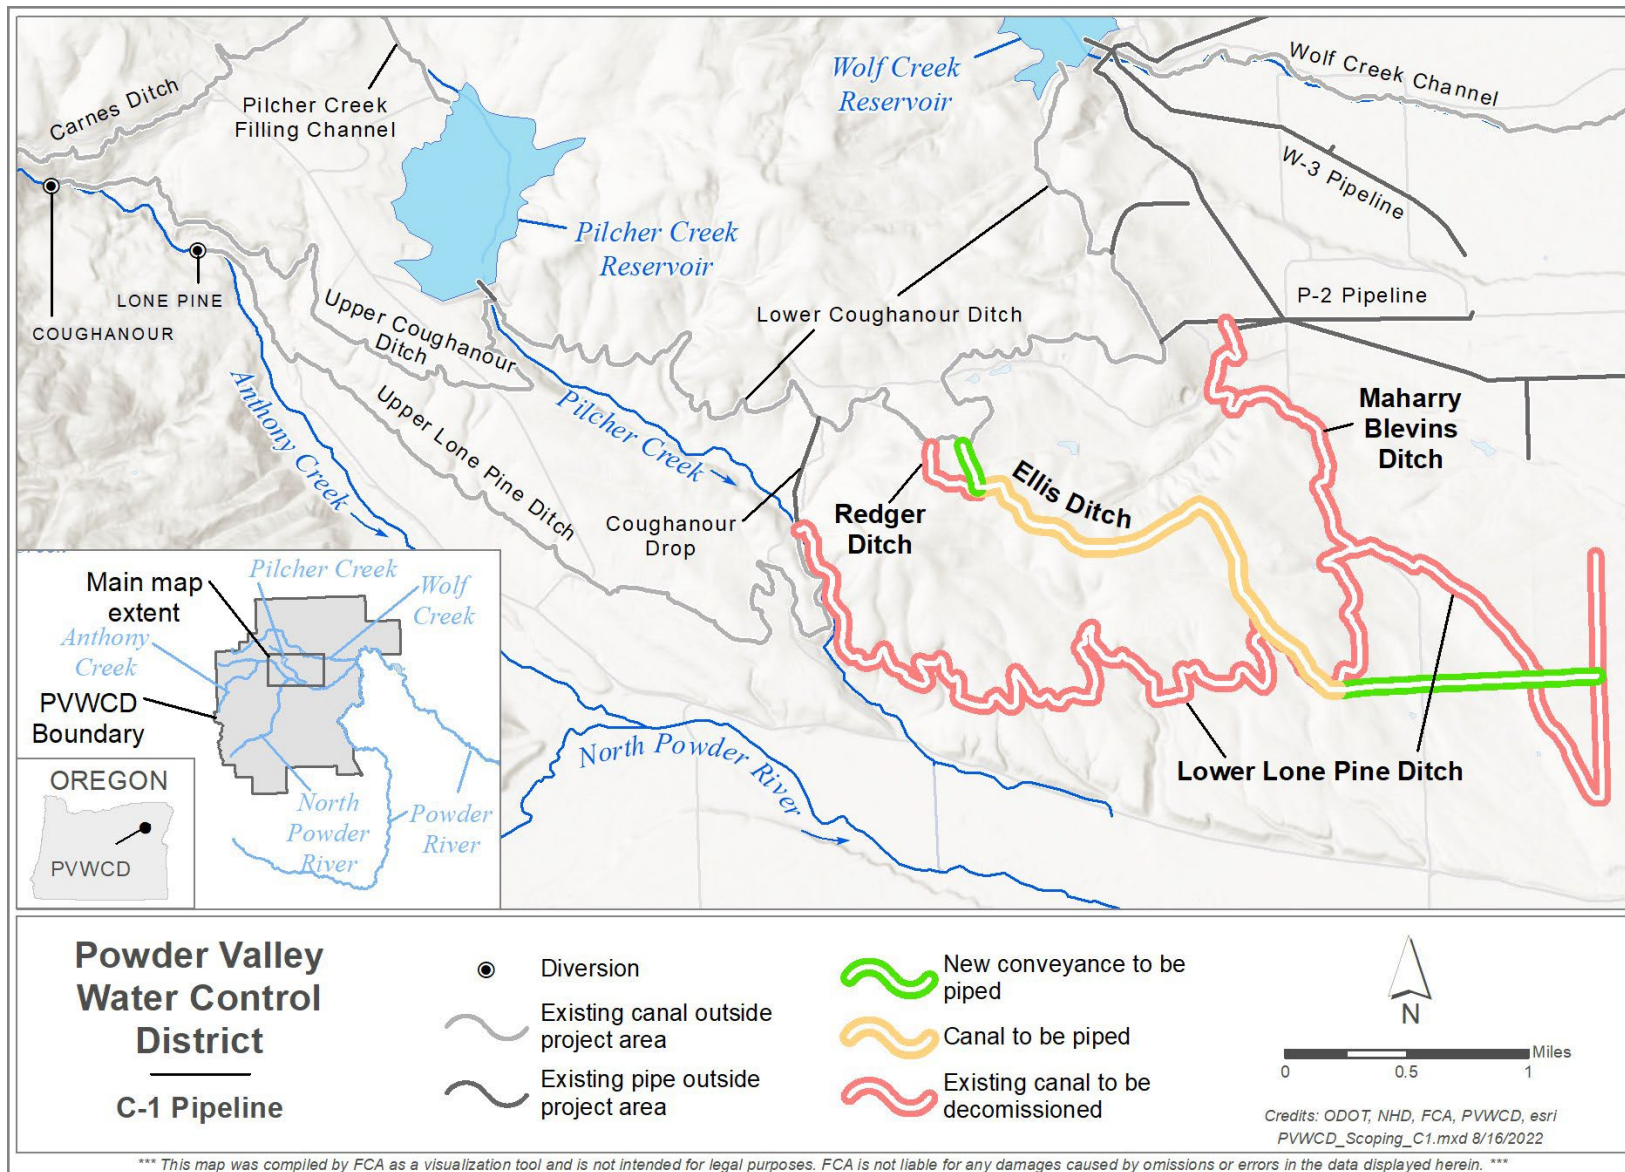 Carnes Ditch
Pilcher Creek
Filling Channel
Wolf Creek
Reservoir
Wolf Creek Channel
W-3 Pipeline
Pilcher Creek
Reservoir
LONE PINE
COUGHANOUR
Upper Coughanour
Ditch
Lower Coughanour Ditch
P-2 Pipeline
Anthony Creek
Upper Lone Pine Ditch
Pilcher Creek
Maharry
Blevins
Ditch
Ellis Ditch
Redger
Ditch
Coughanour
Drop
North Powder River
Lower Lone Pine Ditch
Creek
Main map
extent
Pilcher Creek
Wolf
Creek
Anthony
Creek
PVWCD
Boundary
North
Powder
River
Powder
River
OREGON
PVWCD
Powder Valley
Water Control
District
C-1 Pipeline
Diversion
Existing canal outside
project area
Existing pipe outside
project area
New conveyance to be
piped
Canal to be piped
Existing canal to be
decomissioned
N
Miles
0 0.5 1
Credits: ODOT, NHD, FCA, PVWCD, esri
PVWCD_Scoping_C1.mxd 8/16/2022
*** This map was compiled by FCA as a visualization tool and is not intended for legal purposes. FCA is not liable for any damages caused by omissions or errors in the data displayed herein. ***